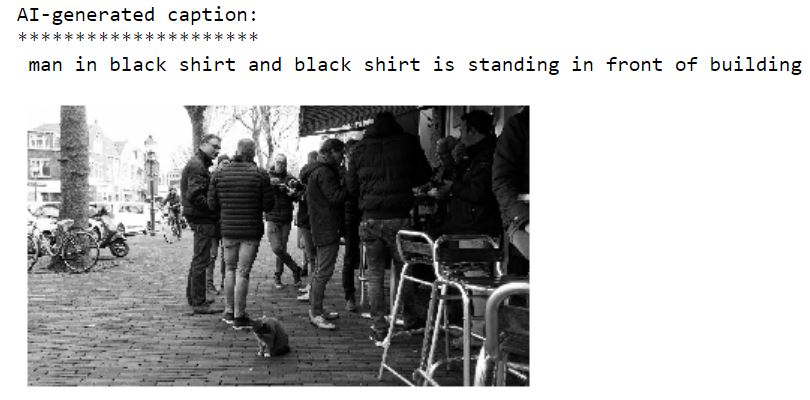 AI-generated caption:
*********************
man in black shirt and black shirt is standing in front of building